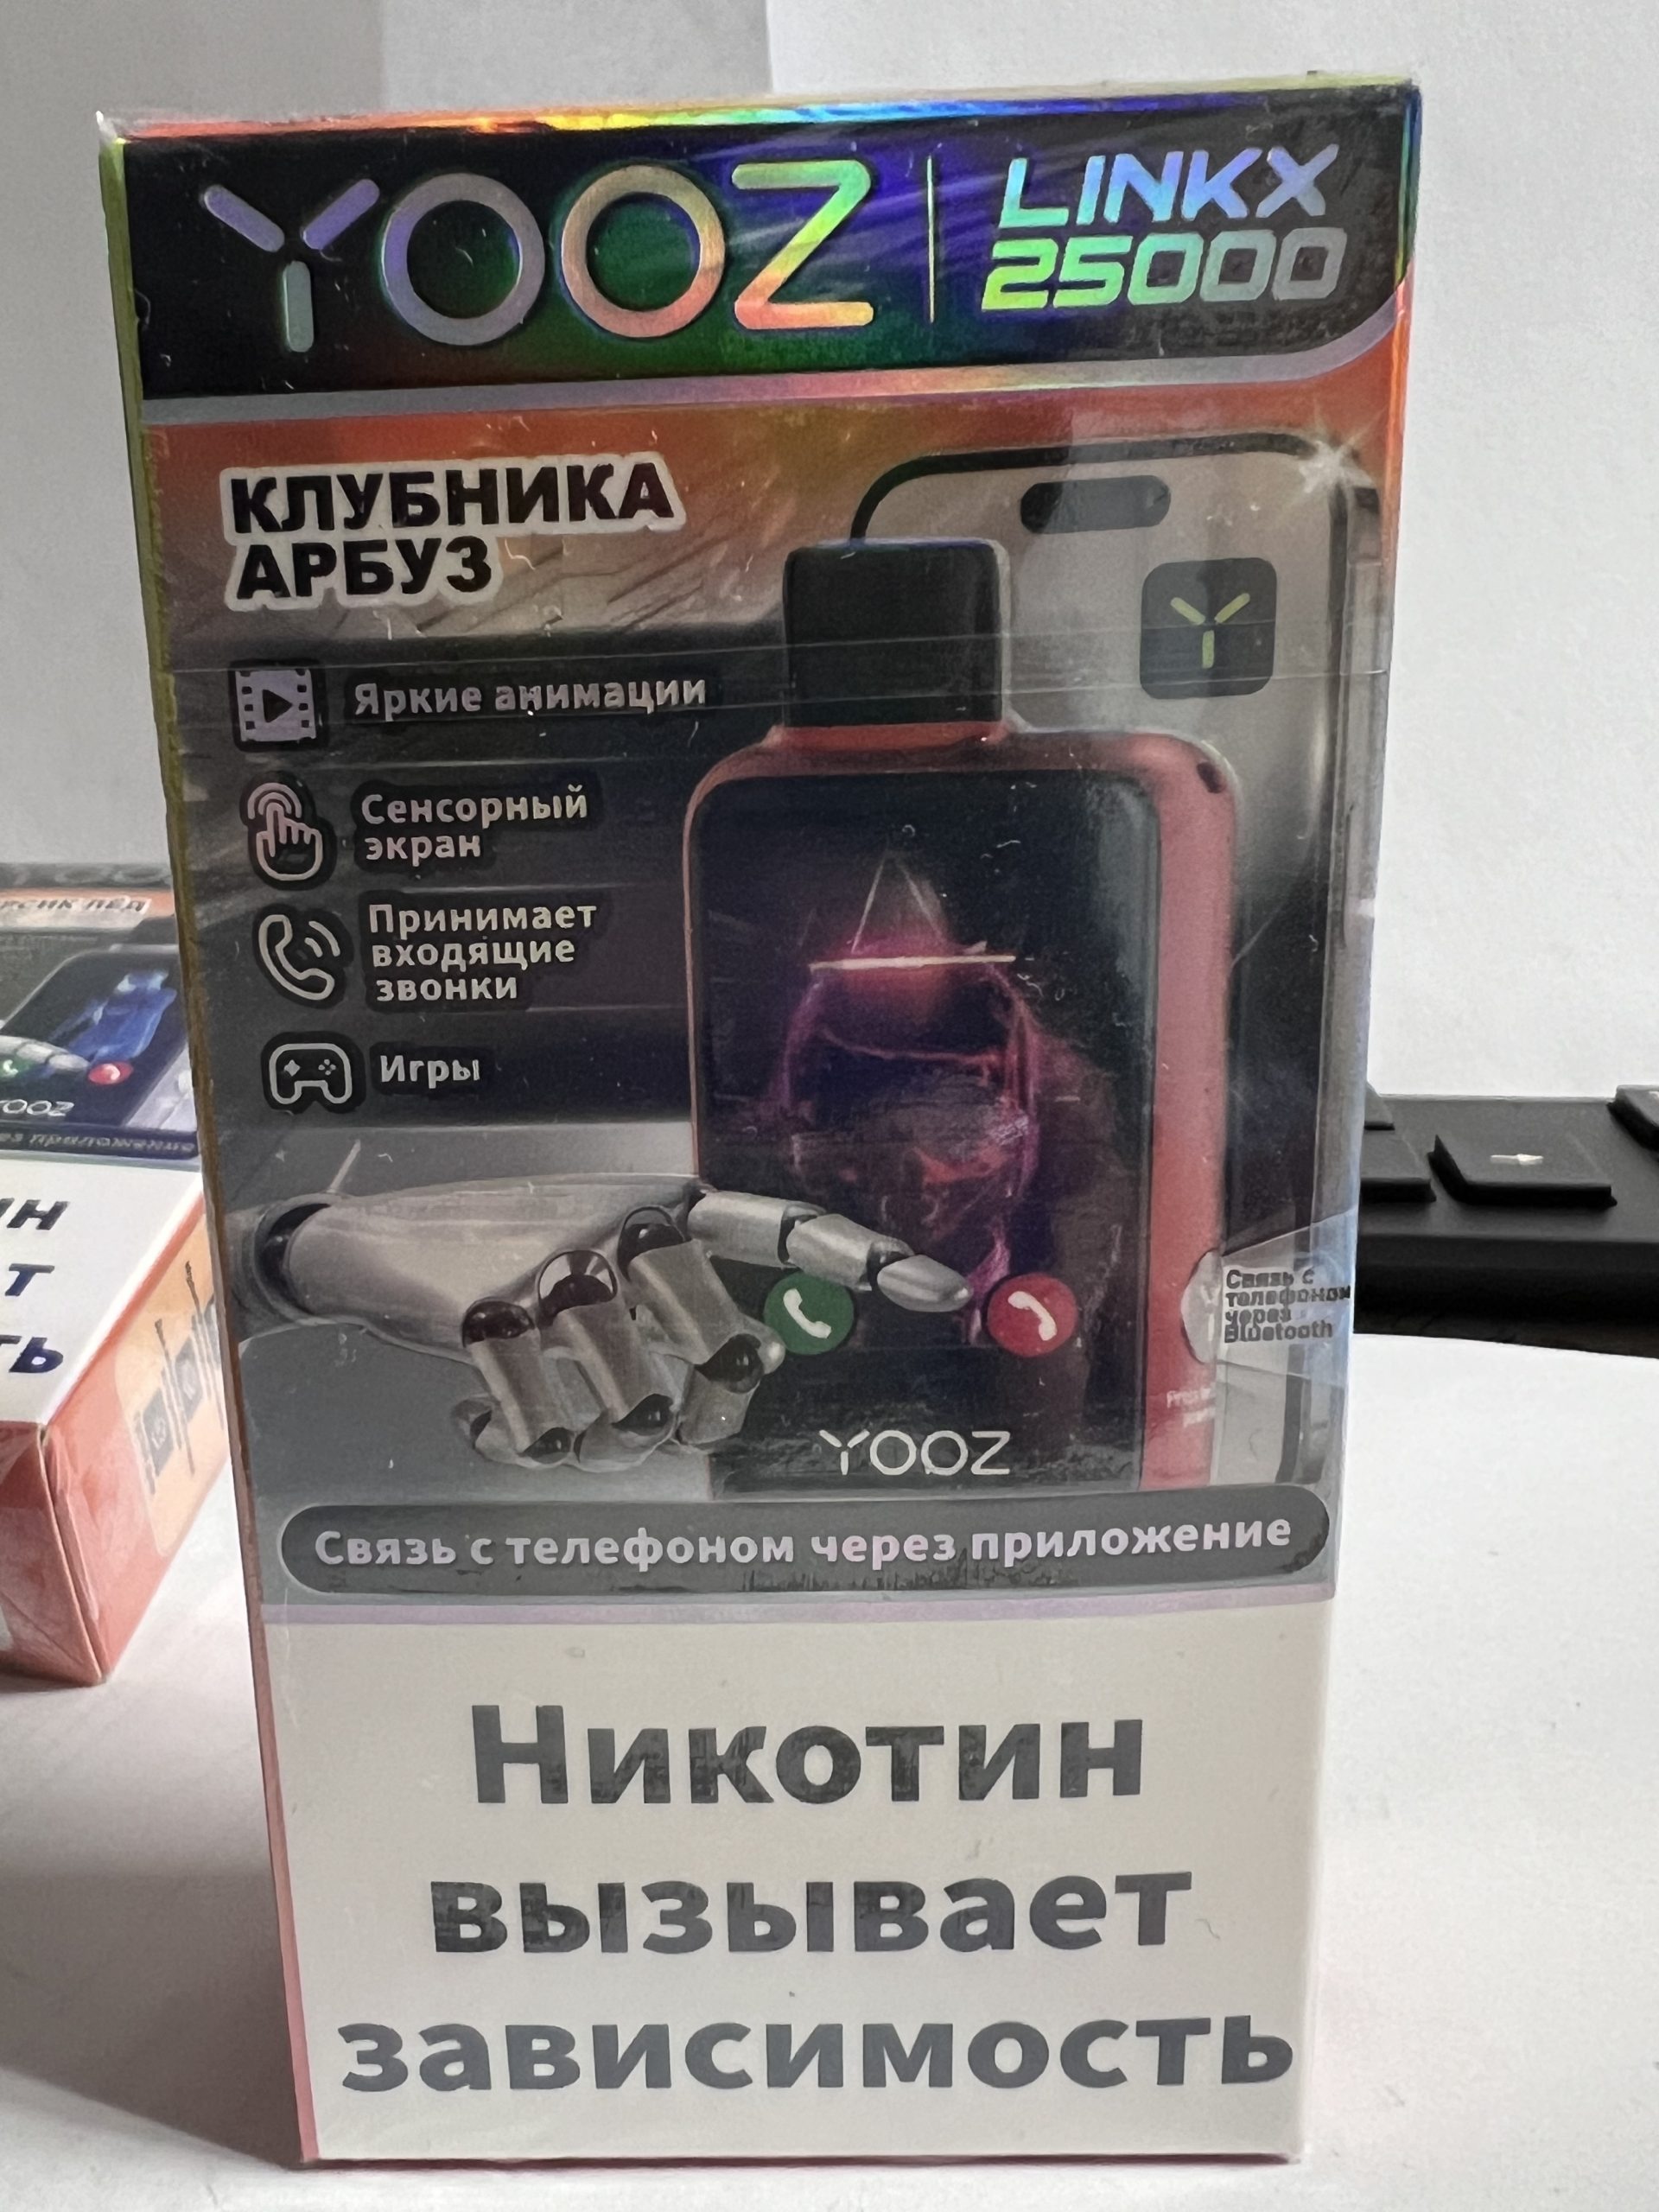 YOOZ
LINKX
25000
КЛУБНИКА
АРБУЗ
Яркие анимации
Сенсорный
экран
Принимает
входящие
звонки
Игры
Связь с
телефоном
через
Bluetooth
YOOZ
Связь с телефоном через приложение
Никотин
вызывает
зависимость
ЛЁД